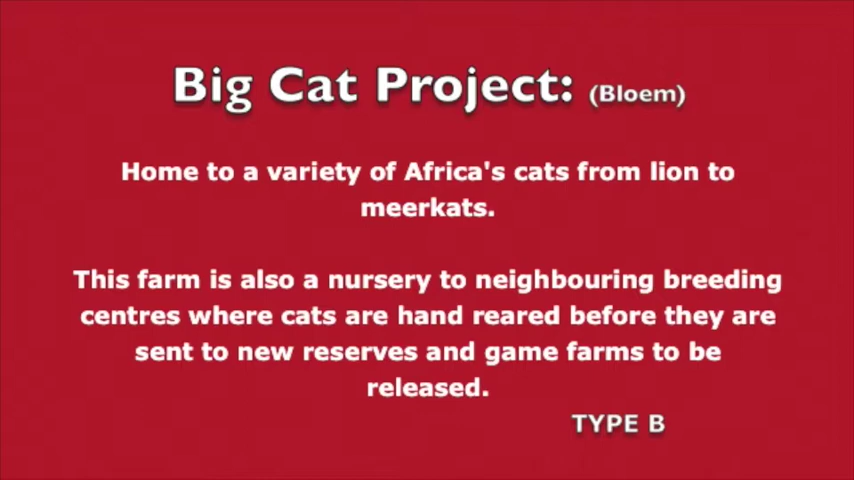 Big Cat Project: (Bloem)
Home to a variety of Africa's cats from lion to
meerkats.
This farm is also a nursery to neighbouring breeding
centres where cats are hand reared before they are
sent to new reserves and game farms to be
released.
TYPE B